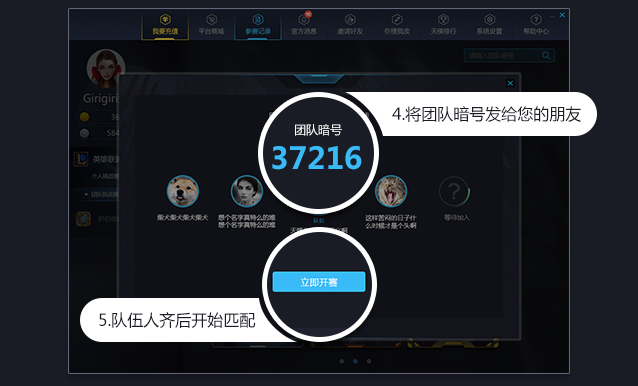 我要充值
平台商城
参赛记录
官方消息
邀请好友
你提我改
天梯排行
系统设置
帮助中心
请输入团队暗号
Girigiri
36
584
英雄联盟
个人挑战赛
团队挑战赛
4.将团队暗号发给您的朋友
团队暗号
37216
柴犬柴犬柴犬柴犬
想个名字真特么的难
想个名字真特么的难
队长
这样苦闷的日子什
么时候才是个头啊
等待加入
立即开赛
5.队伍人齐后开始匹配